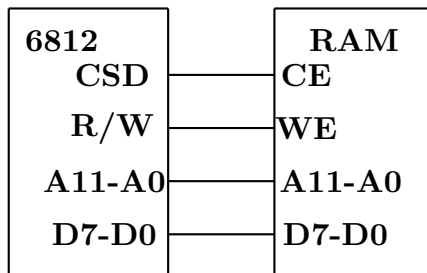 6812 RAM
CSD CE
R/W WE
A11-A0 A11-A0
D7-D0 D7-D0